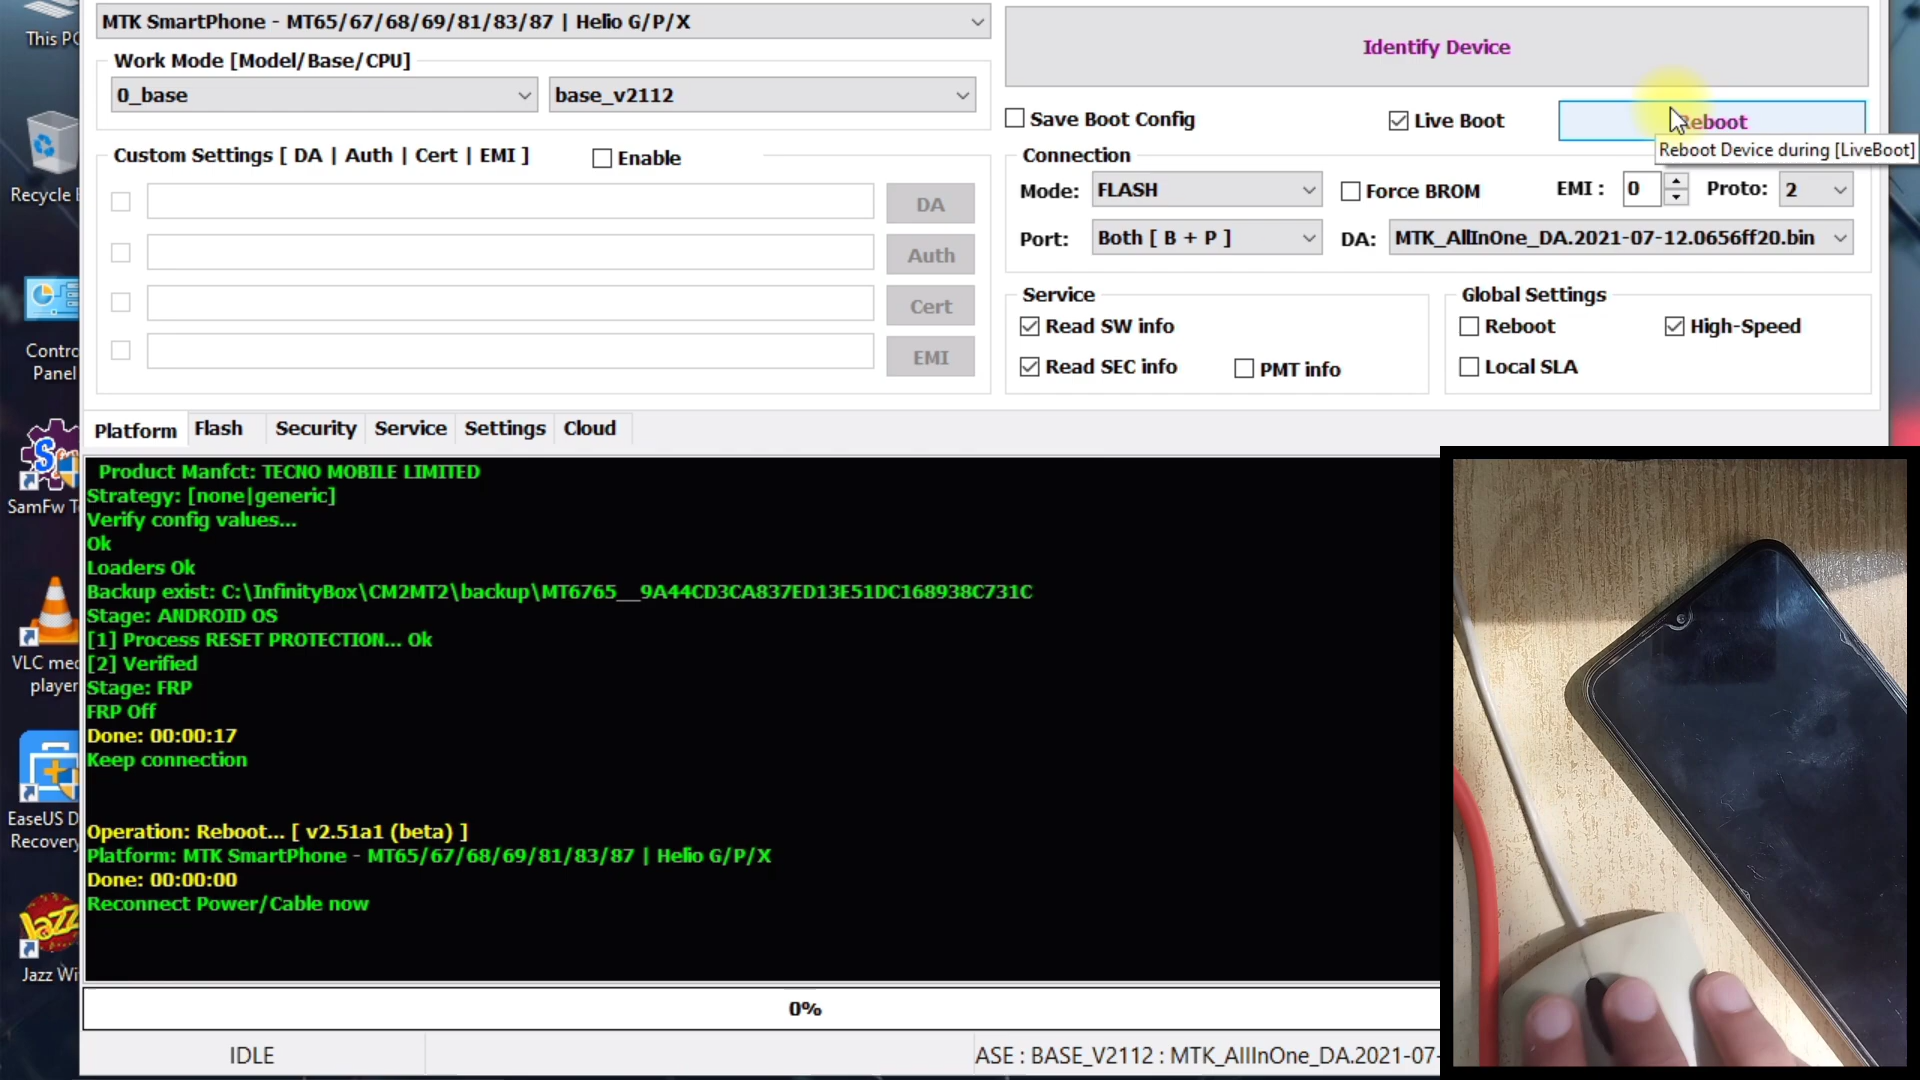 This PC
Recycle
Contro
Panel
SamFw T
VLC med
player
EaseUS D
Recovery
Jazz Wi
MTK SmartPhone - MT65/67/68/69/81/83/87 | Helio G/P/X
Work Mode [Model/Base/CPU]
0_base
base_v2112
Custom Settings [ DA | Auth | Cert | EMI ]
Enable
DA
Auth
Cert
EMI
Identify Device
Save Boot Config
Live Boot
Reboot
Reboot Device during [LiveBoot]
Connection
Mode: FLASH
Force BROM
EMI : 0
Proto: 2
Port: Both [ B + P ]
DA: MTK_AllInOne_DA.2021-07-12.0656ff20.bin
Service
Read SW info
Read SEC info
PMT info
Global Settings
Reboot
High-Speed
Local SLA
Platform Flash Security Service Settings Cloud
Product Manfct: TECNO MOBILE LIMITED
Strategy: [none|generic]
Verify config values...
Ok
Loaders Ok
Backup exist: C:\InfinityBox\CM2MT2\backup\MT6765__9A44CD3CA837ED13E51DC168938C731C
Stage: ANDROID OS
[1] Process RESET PROTECTION... Ok
[2] Verified
Stage: FRP
FRP Off
Done: 00:00:17
Keep connection
Operation: Reboot... [ v2.51a1 (beta) ]
Platform: MTK SmartPhone - MT65/67/68/69/81/83/87 | Helio G/P/X
Done: 00:00:00
Reconnect Power/Cable now
0%
IDLE
ASE : BASE_V2112 : MTK_AllInOne_DA.2021-07-